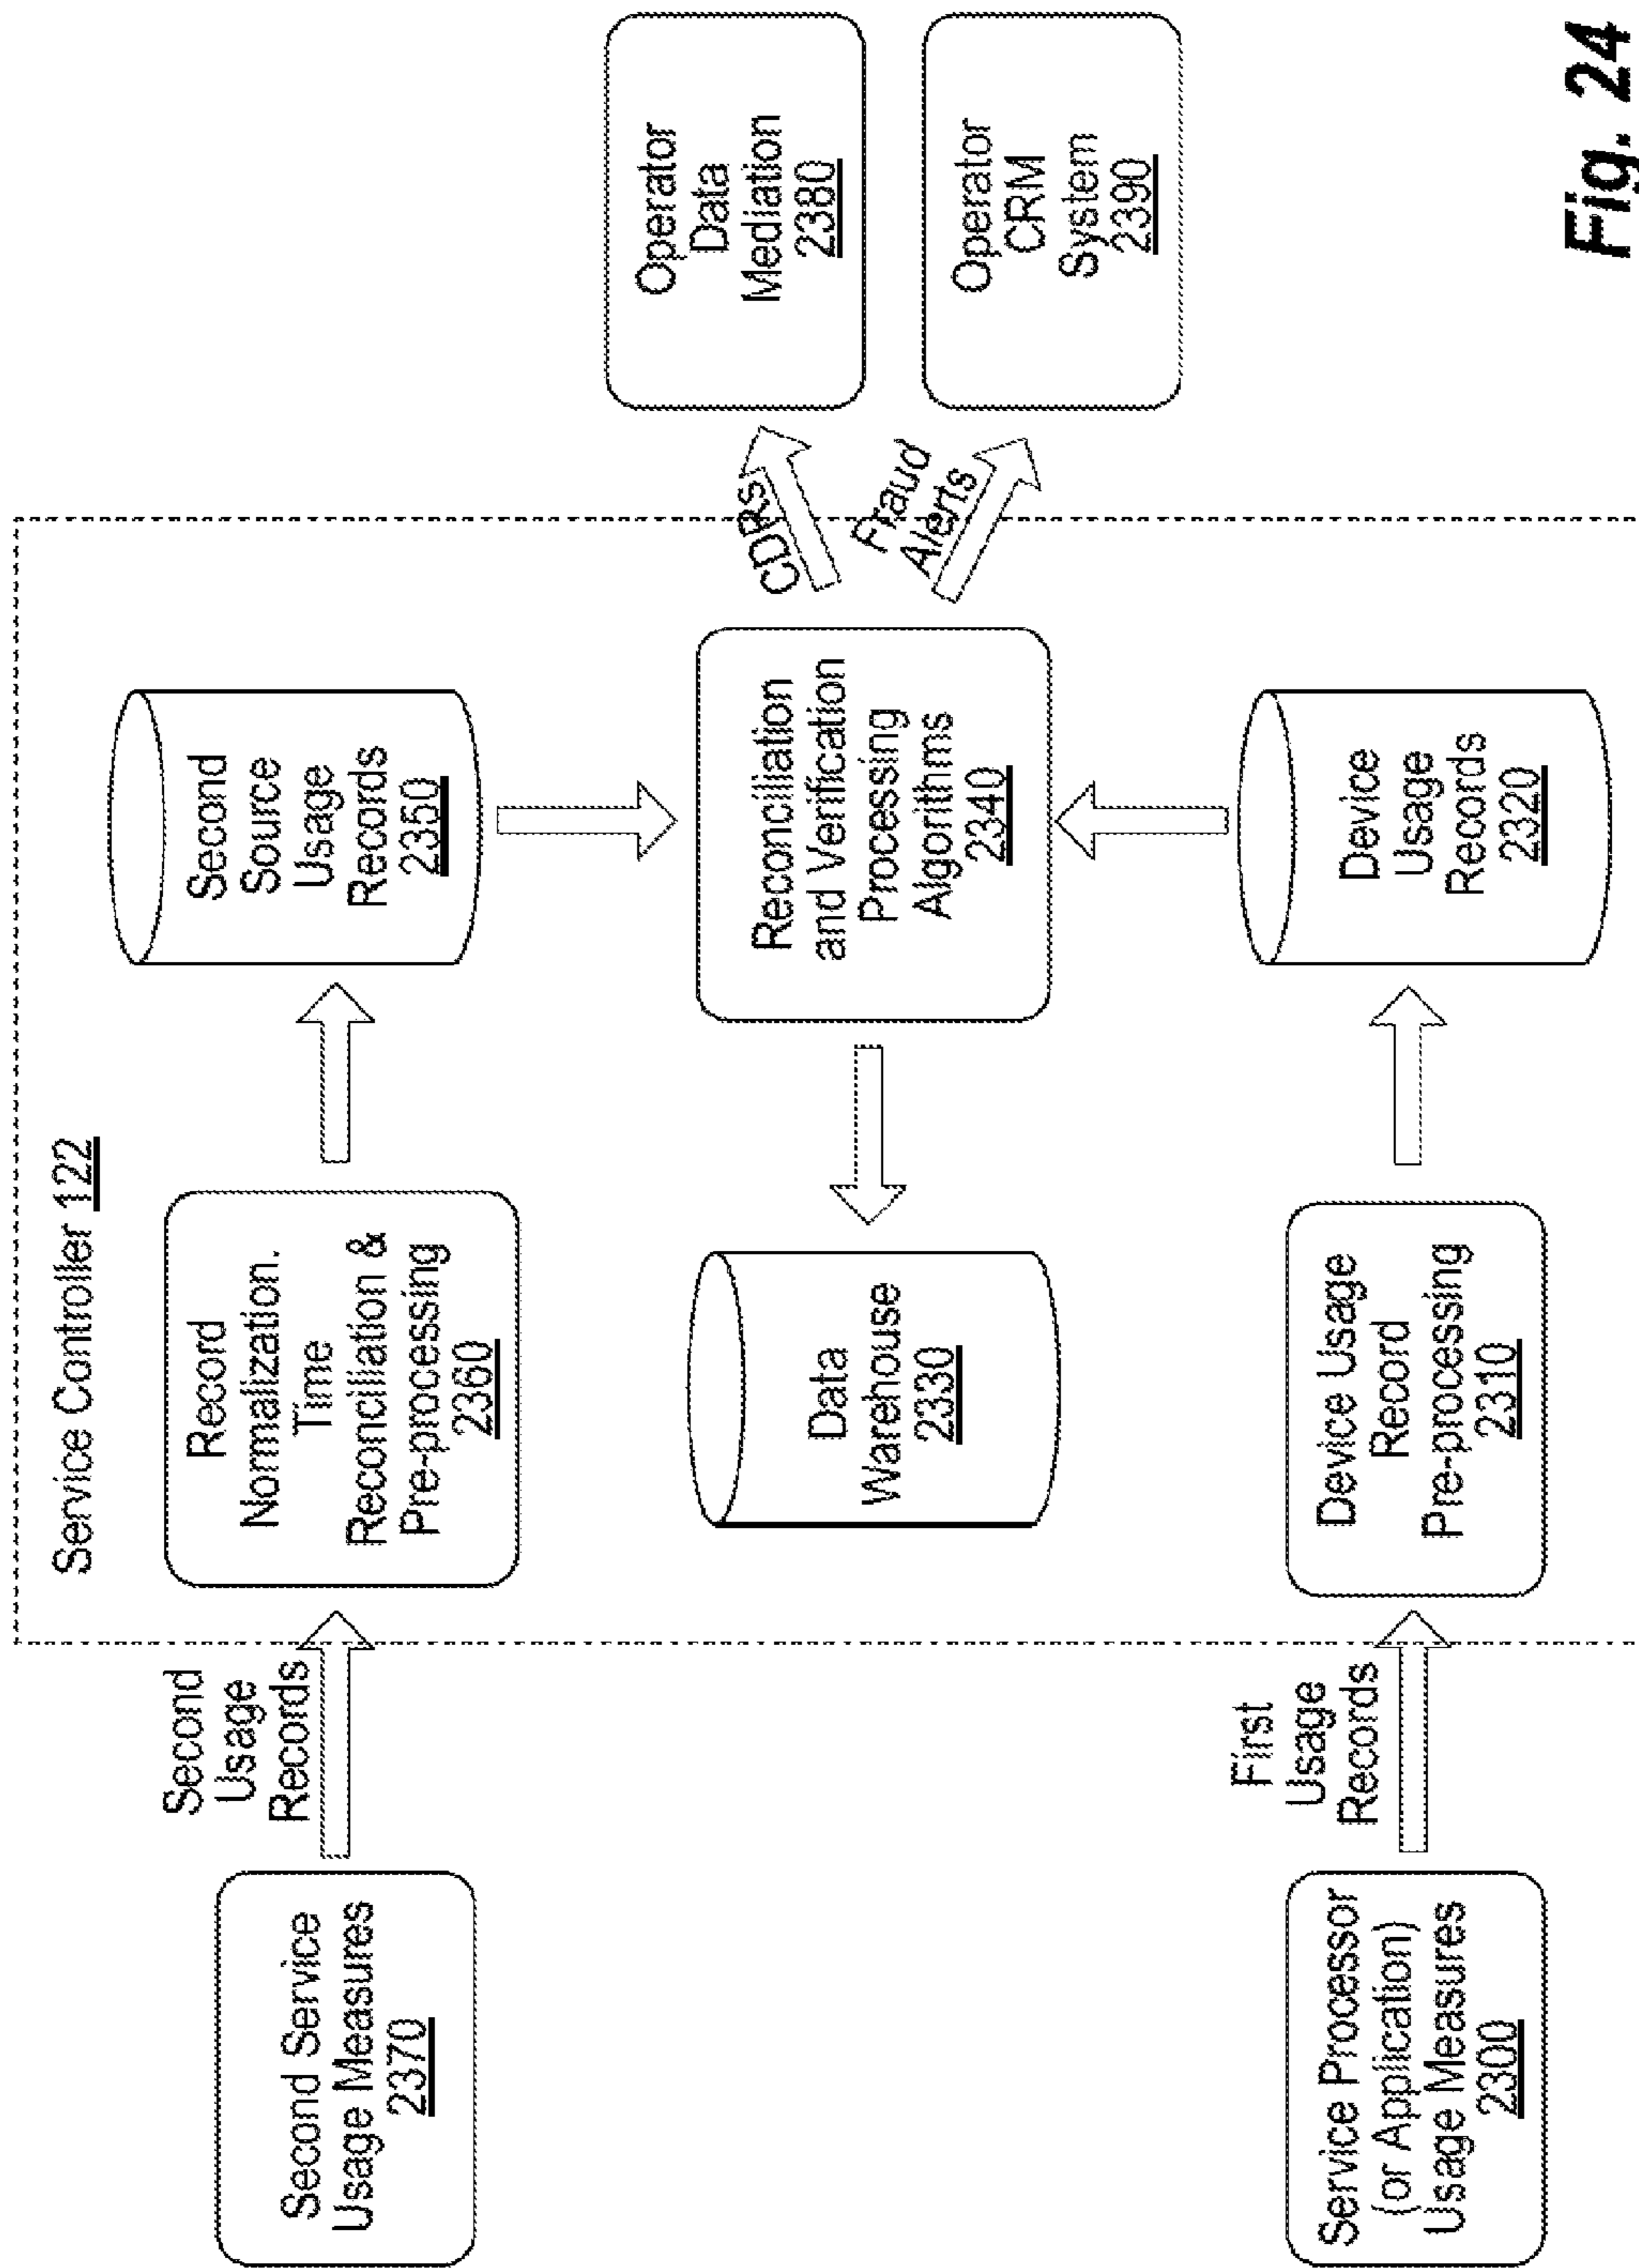 Service Controller 122
Second Service
Usage Measures
2370
Second
Usage
Records
Record
Normalization.
Time
Reconciliation &
Pre-processing
2360
Second
Source
Usage
Records
2350
Data
Warehouse
2330
Reconciliation
and Verification
Processing
Algorithms
2340
CDRs
Fraud
Alerts
Operator
Data
Mediation
2380
Operator
CRM
System
2390
Service Processor
(or Application)
Usage Measures
2300
First
Usage
Records
Device Usage
Record
Pre-processing
2310
Device
Usage
Records
2320
Fig. 24